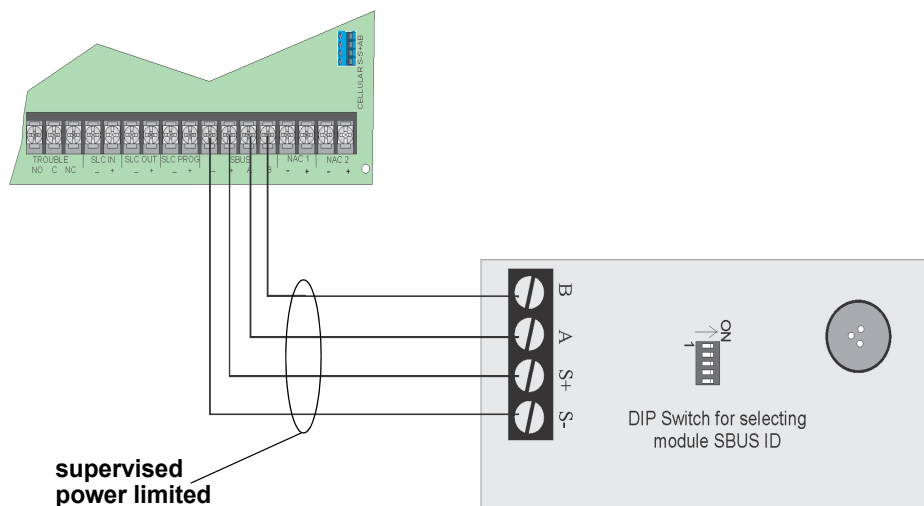 CELLULAR S-S+AB
TROUBLE SLC IN SLC OUT SLC PROG SBUS NAC 1 NAC 2
NO C NC – + – + – + – + A B - + - +
B
A
S+
S-
ON
1
DIP Switch for selecting
module SBUS ID
supervised
power limited